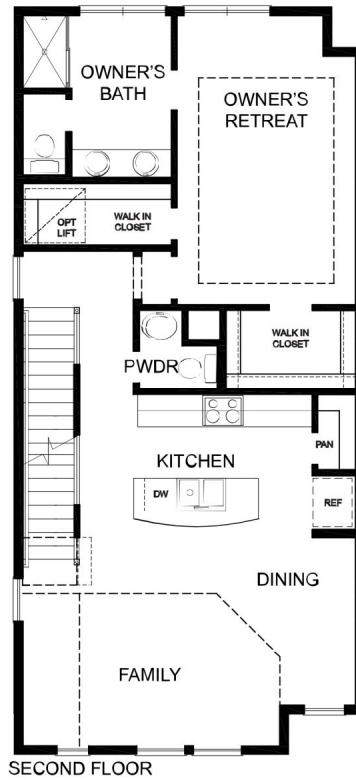 OWNER'S
BATH
OWNER'S
RETREAT
OPT
LIFT
WALK IN
CLOSET
WALK IN
CLOSET
PWDR
PAN
KITCHEN
DW
REF
DINING
FAMILY
SECOND FLOOR